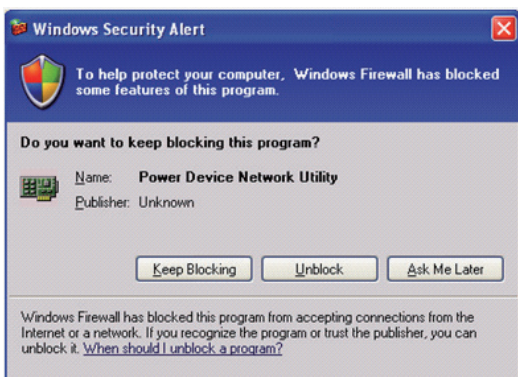 Windows Security Alert
To help protect your computer, Windows Firewall has blocked
some features of this program.
Do you want to keep blocking this program?
Name: Power Device Network Utility
Publisher: Unknown
Keep Blocking Unblock Ask Me Later
Windows Firewall has blocked this program from accepting connections from the
Internet or a network. If you recognize the program or trust the publisher, you can
unblock it. When should I unblock a program?